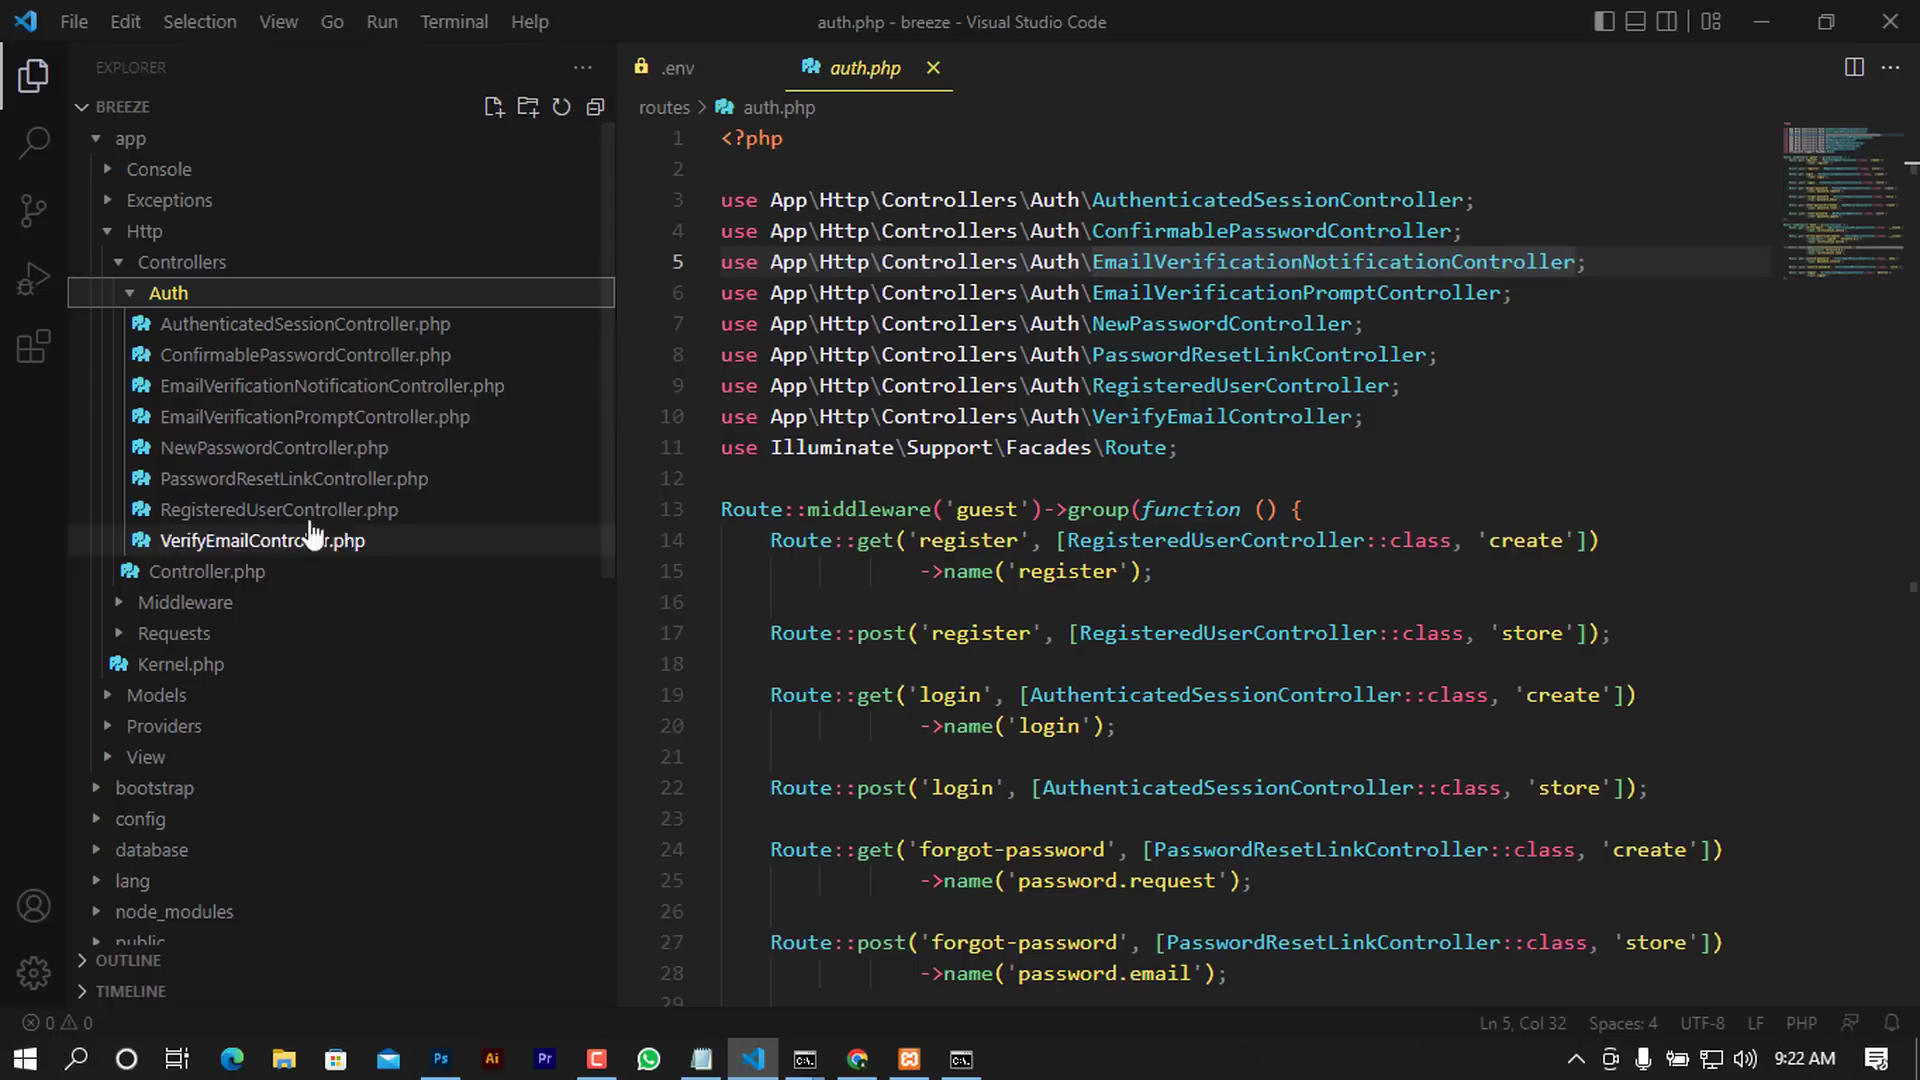 File Edit Selection View Go Run Terminal Help
auth.php - breeze - Visual Studio Code
EXPLORER
BREEZE
app
Console
Exceptions
Http
Controllers
Auth
AuthenticatedSessionController.php
ConfirmablePasswordController.php
EmailVerificationNotificationController.php
EmailVerificationPromptController.php
NewPasswordController.php
PasswordResetLinkController.php
RegisteredUserController.php
VerifyEmailController.php
Controller.php
Middleware
Requests
Kernel.php
Models
Providers
View
bootstrap
config
database
lang
node_modules
public
OUTLINE
TIMELINE
.env
auth.php
routes > auth.php
1 <?php
2
3 use App\Http\Controllers\Auth\AuthenticatedSessionController;
4 use App\Http\Controllers\Auth\ConfirmablePasswordController;
5 use App\Http\Controllers\Auth\EmailVerificationNotificationController;
6 use App\Http\Controllers\Auth\EmailVerificationPromptController;
7 use App\Http\Controllers\Auth\NewPasswordController;
8 use App\Http\Controllers\Auth\PasswordResetLinkController;
9 use App\Http\Controllers\Auth\RegisteredUserController;
10 use App\Http\Controllers\Auth\VerifyEmailController;
11 use Illuminate\Support\Facades\Route;
12
13 Route::middleware('guest')->group(function () {
14 Route::get('register', [RegisteredUserController::class, 'create'])
15 ->name('register');
16
17 Route::post('register', [RegisteredUserController::class, 'store']);
18
19 Route::get('login', [AuthenticatedSessionController::class, 'create'])
20 ->name('login');
21
22 Route::post('login', [AuthenticatedSessionController::class, 'store']);
23
24 Route::get('forgot-password', [PasswordResetLinkController::class, 'create'])
25 ->name('password.request');
26
27 Route::post('forgot-password', [PasswordResetLinkController::class, 'store'])
28 ->name('password.email');
29
0 0
Ln 5, Col 32 Spaces: 4 UTF-8 LF PHP
Ps Ai Pr C
9:22 AM